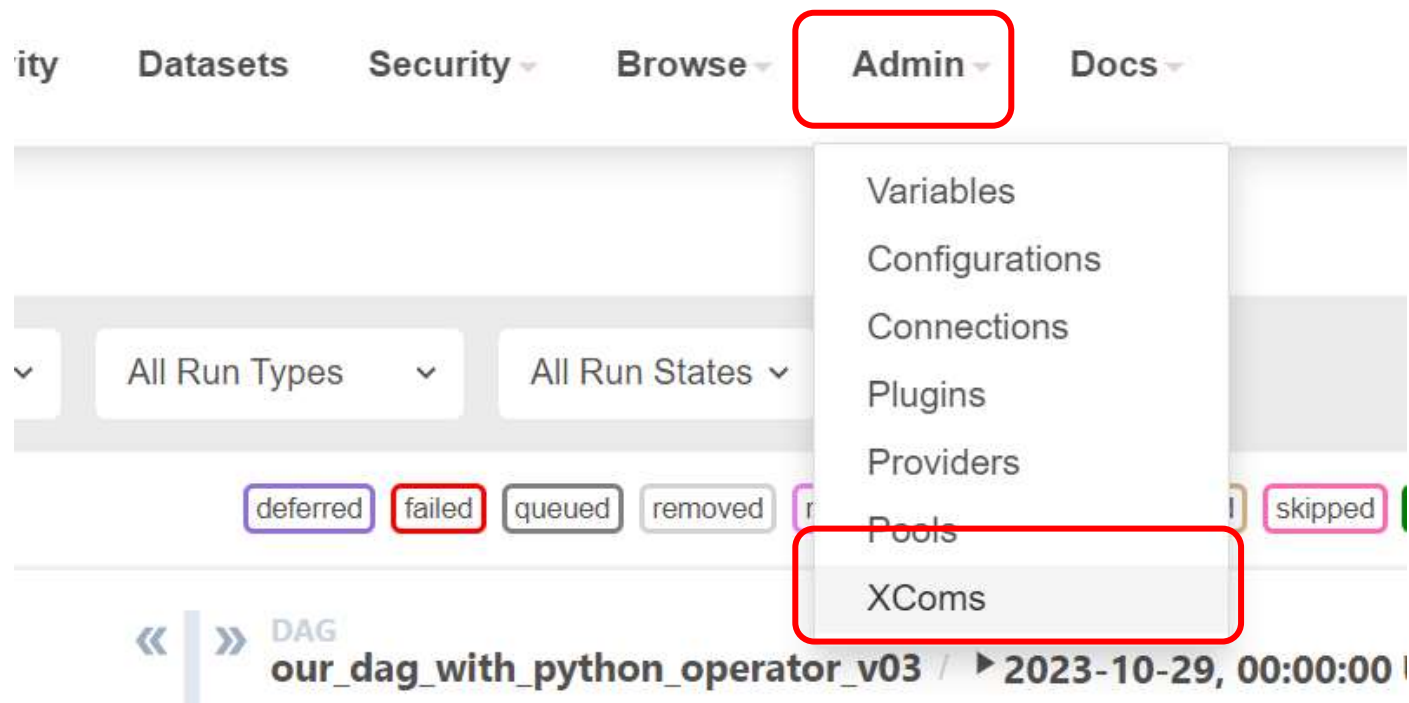 ity Datasets Security Browse Admin Docs
Variables
Configurations
Connections
All Run Types All Run States
Plugins
Providers
deferred failed queued removed skipped
Pools
XComs
DAG
our_dag_with_python_operator_v03 / 2023-10-29, 00:00:00